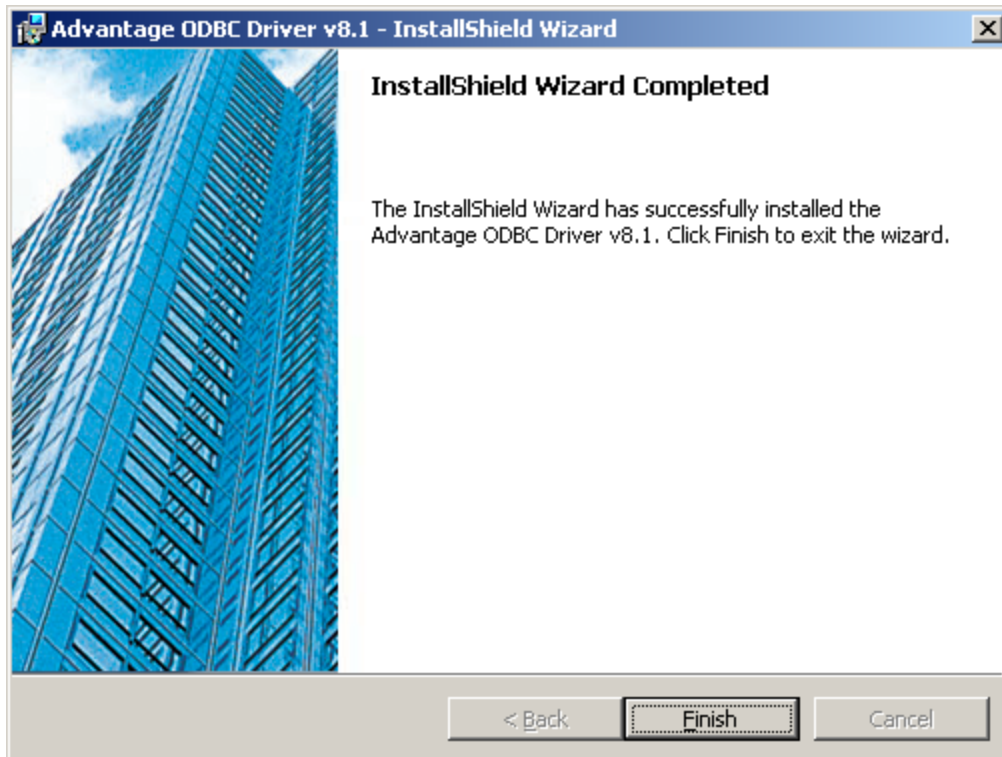 Advantage ODBC Driver v8.1 - InstallShield Wizard
InstallShield Wizard Completed
The InstallShield Wizard has successfully installed the
Advantage ODBC Driver v8.1. Click Finish to exit the wizard.
< Back Finish Cancel